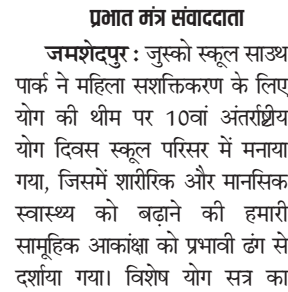 प्रभात मंत्र संवाददाता
जमशेदपुर : जुस्को स्कूल साउथ
पार्क ने महिला सशक्तिकरण के लिए
योग की थीम पर 10वां अंतर्राष्ट्रीय
योग दिवस स्कूल परिसर में मनाया
गया, जिसमें शारीरिक और मानसिक
स्वास्थ्य को बढ़ाने की हमारी
सामूहिक आकांक्षा को प्रभावी ढंग से
दर्शाया गया। विशेष योग सत्र का